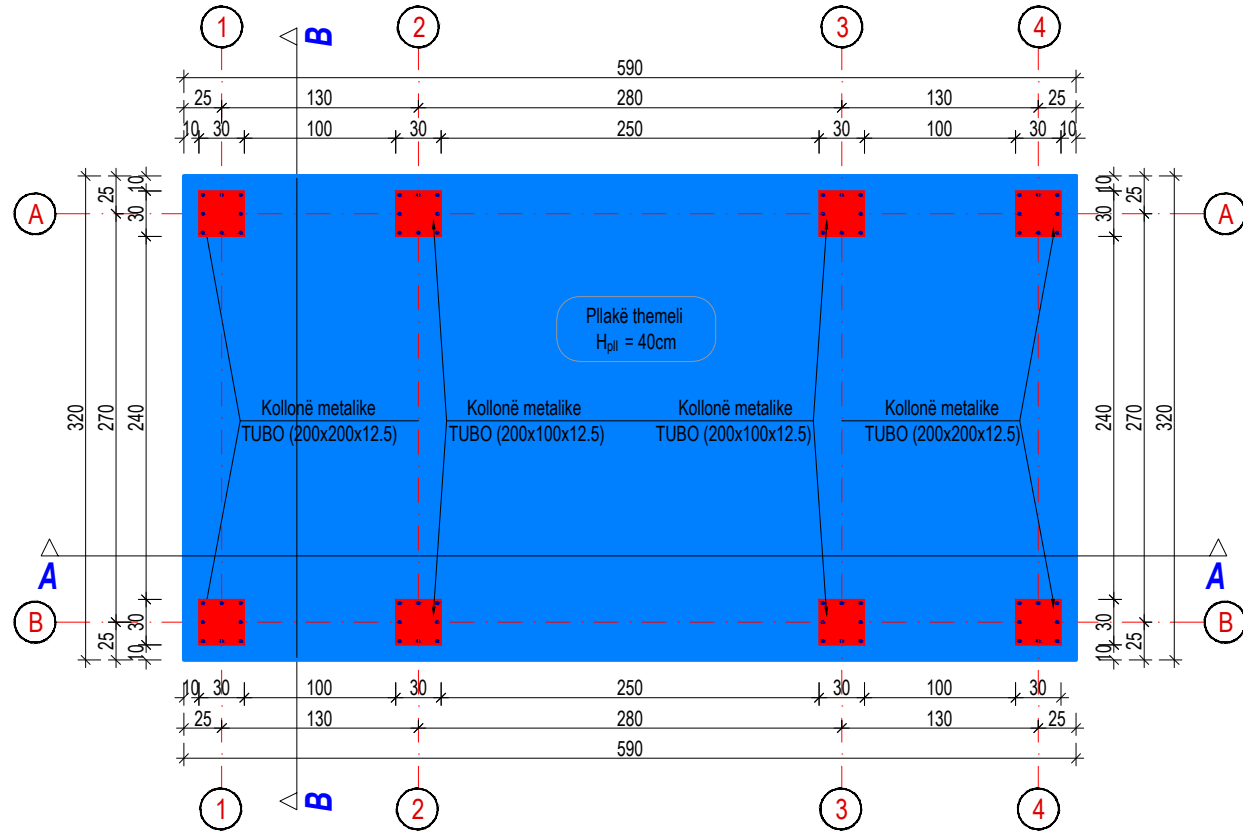 1 2 3 4
B
590
25 130 280 130 25
10 30 100 30 250 30 100 30 10
A
320
270
25
240
10
30
Pllakë themeli
Hpll = 40cm
10
30
240
25
270
320
A
Kollonë metalike
TUBO (200x200x12.5)
Kollonë metalike
TUBO (200x100x12.5)
Kollonë metalike
TUBO (200x100x12.5)
Kollonë metalike
TUBO (200x200x12.5)
A A
B
25
30
10
30
10
25
B
10 30 100 30 250 30 100 30
25 130 280 130 25
590
B
1 2 3 4